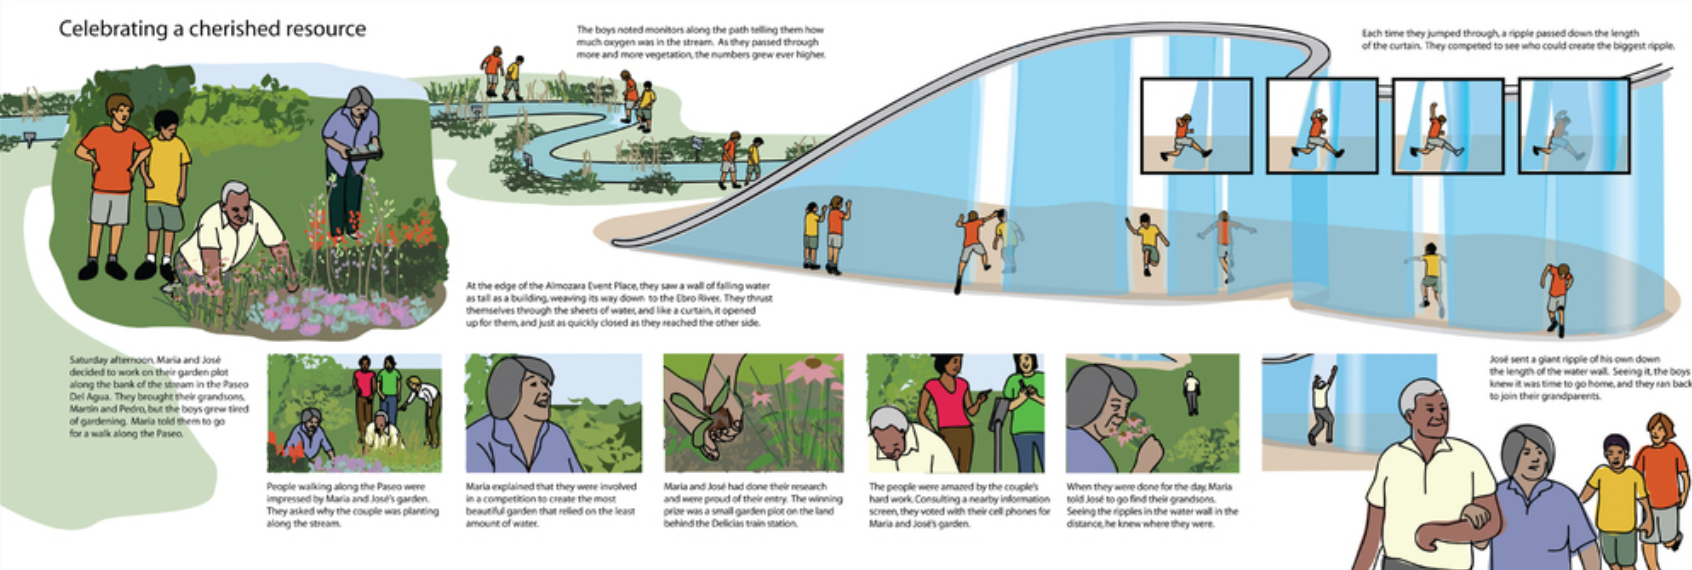 Celebrating a cherished resource
The boys noted monitors along the path telling them how
much oxygen was in the stream. As they passed through
more and more vegetation, the numbers grew ever higher.
Each time they jumped through, a ripple passed down the length
of the curtain. They competed to see who could create the biggest ripple.
At the edge of the Almozara Event Place, they saw a wall of falling water
as tall as a building, weaving its way down to the Ebro River. They thrust
themselves through the sheets of water, and like a curtain, it opened
up for them, and just as quickly closed as they reached the other side.
Saturday afternoon, Maria and José
decided to work on their garden plot
along the bank of the stream in the Paseo
Del Agua. They brought their grandsons,
Martin and Pedro, but the boys grew tired
of gardening. Maria told them to go
for a walk along the Paseo.
People walking along the Paseo were
impressed by Maria and José's garden.
They asked why the couple was planting
along the stream.
Maria explained that they were involved
in a competition to create the most
beautiful garden that relied on the least
amount of water.
Maria and José had done their research
and were proud of their entry. The winning
prize was a small garden plot on the land
behind the Delicias train station.
The people were amazed by the couple's
hard work. Consulting a nearby information
screen, they voted with their cell phones for
Maria and José's garden.
When they were done for the day, Maria
told José to go find their grandsons.
Seeing the ripples in the water wall in the
distance, he knew where they were.
José sent a giant ripple of his own down
the length of the water wall. Seeing it, the boys
knew it was time to go home, and they ran back
to join their grandparents.